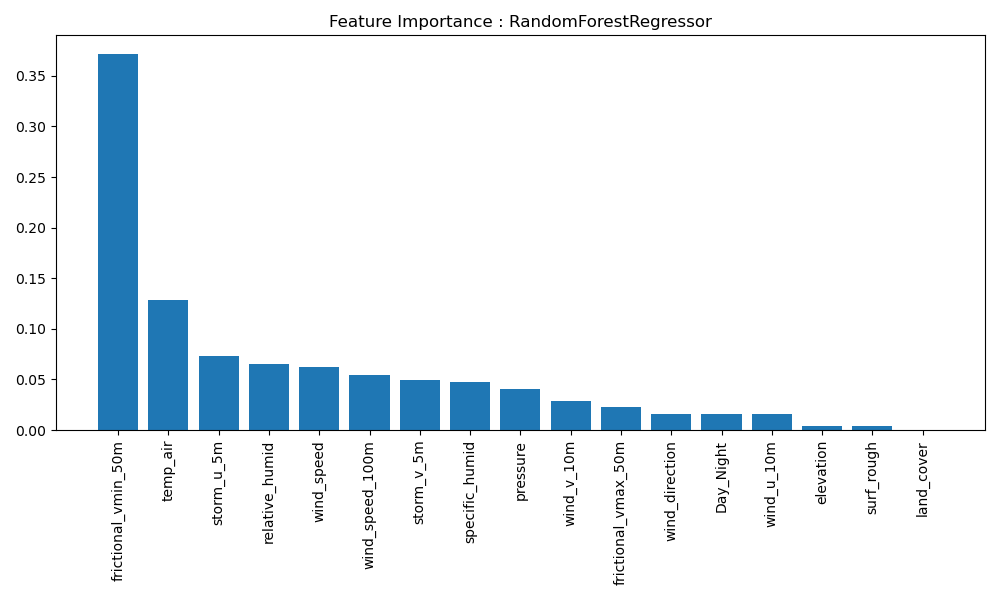 Feature Importance : RandomForestRegressor
0.35
0.30
0.25
0.20
0.15
0.10
0.05
0.00
frictional_vmin_50m
temp_air
storm_u_5m
relative_humid
wind_speed
wind_speed_100m
storm_v_5m
specific_humid
pressure
wind_v_10m
frictional_vmax_50m
wind_direction
Day_Night
wind_u_10m
elevation
surf_rough
land_cover